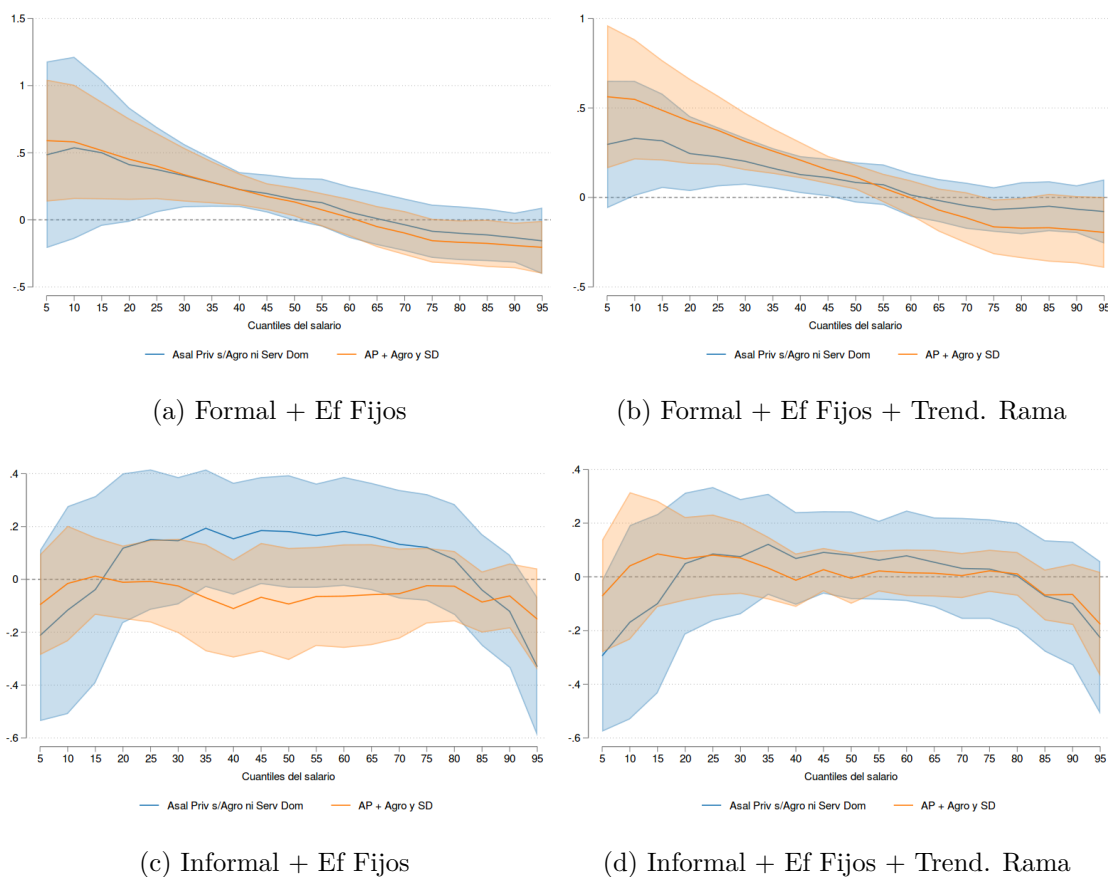 1.5
1
.5
0
-.5
5 10 15 20 25 30 35 40 45 50 55 60 65 70 75 80 85 90 95
Cuantiles del salario
Asal Priv s/Agro ni Serv Dom AP + Agro y SD
(a) Formal + Ef Fijos
1
.5
0
-.5
5 10 15 20 25 30 35 40 45 50 55 60 65 70 75 80 85 90 95
Cuantiles del salario
Asal Priv s/Agro ni Serv Dom AP + Agro y SD
(b) Formal + Ef Fijos + Trend. Rama
.4
.2
0
-.2
-.4
-.6
5 10 15 20 25 30 35 40 45 50 55 60 65 70 75 80 85 90 95
Cuantiles del salario
Asal Priv s/Agro ni Serv Dom AP + Agro y SD
(c) Informal + Ef Fijos
.4
.2
0
-.2
-.4
-.6
5 10 15 20 25 30 35 40 45 50 55 60 65 70 75 80 85 90 95
Cuantiles del salario
Asal Priv s/Agro ni Serv Dom AP + Agro y SD
(d) Informal + Ef Fijos + Trend. Rama